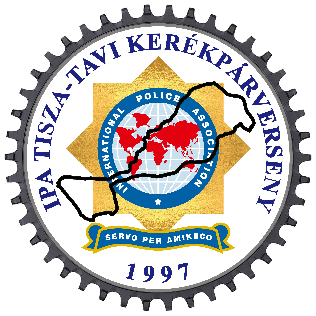 IPA TISZA-TAVI KERÉKPÁRVERSENY
INTERNATIONAL POLICE ASSOCIATION
SERVO PER AMIKECO
1997